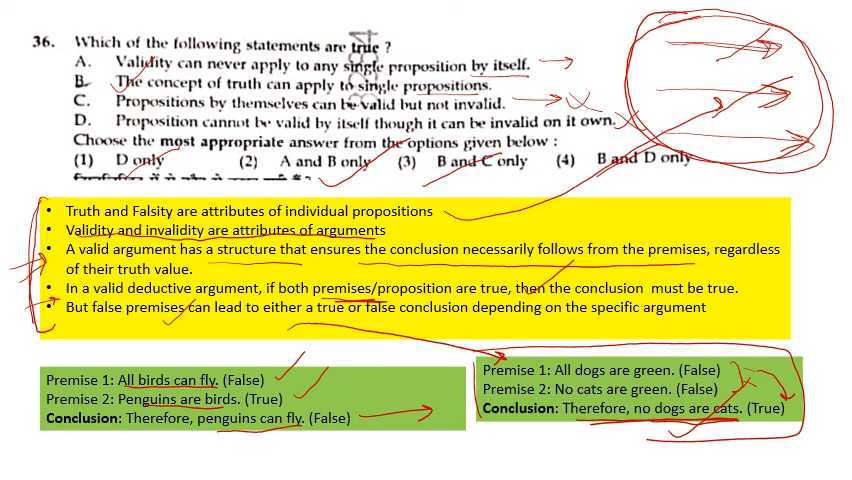 36. Which of the following statements are true ?
A. Validity can never apply to any single proposition by itself.
B. The concept of truth can apply to single propositions.
C. Propositions by themselves can be valid but not invalid.
D. Proposition cannot be valid by itself though it can be invalid on it own.
Choose the most appropriate answer from the options given below :
(1) D only (2) A and B only (3) B and C only (4) B and D only
• Truth and Falsity are attributes of individual propositions
• Validity and invalidity are attributes of arguments
• A valid argument has a structure that ensures the conclusion necessarily follows from the premises, regardless
of their truth value.
• In a valid deductive argument, if both premises/proposition are true, then the conclusion must be true.
• But false premises can lead to either a true or false conclusion depending on the specific argument
Premise 1: All birds can fly. (False)
Premise 2: Penguins are birds. (True)
Conclusion: Therefore, penguins can fly. (False)
Premise 1: All dogs are green. (False)
Premise 2: No cats are green. (False)
Conclusion: Therefore, no dogs are cats. (True)